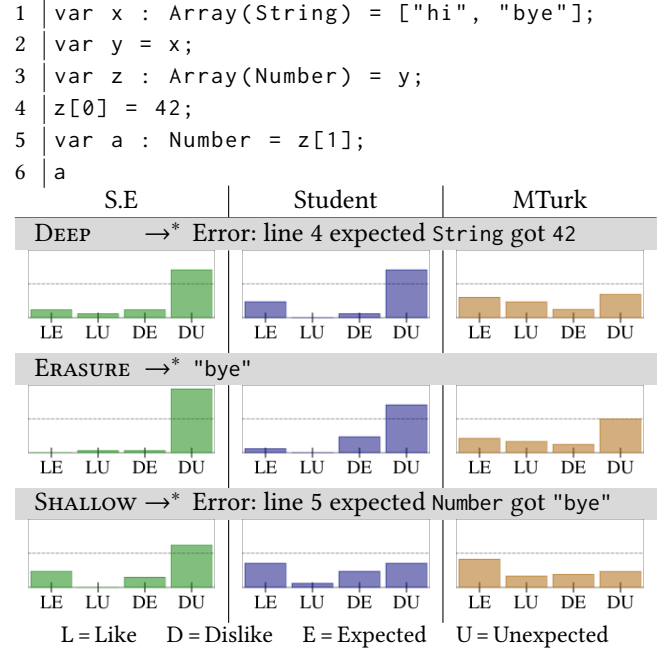 1 var x : Array(String) = ["hi", "bye"];
2 var y = x;
3 var z : Array(Number) = y;
4 z[0] = 42;
5 var a : Number = z[1];
6 a
S.E Student MTurk
DEEP →* Error: line 4 expected String got 42
LE LU DE DU LE LU DE DU LE LU DE DU
ERASURE →* "bye"
LE LU DE DU LE LU DE DU LE LU DE DU
SHALLOW →* Error: line 5 expected Number got "bye"
LE LU DE DU LE LU DE DU LE LU DE DU
L = Like D = Dislike E = Expected U = Unexpected